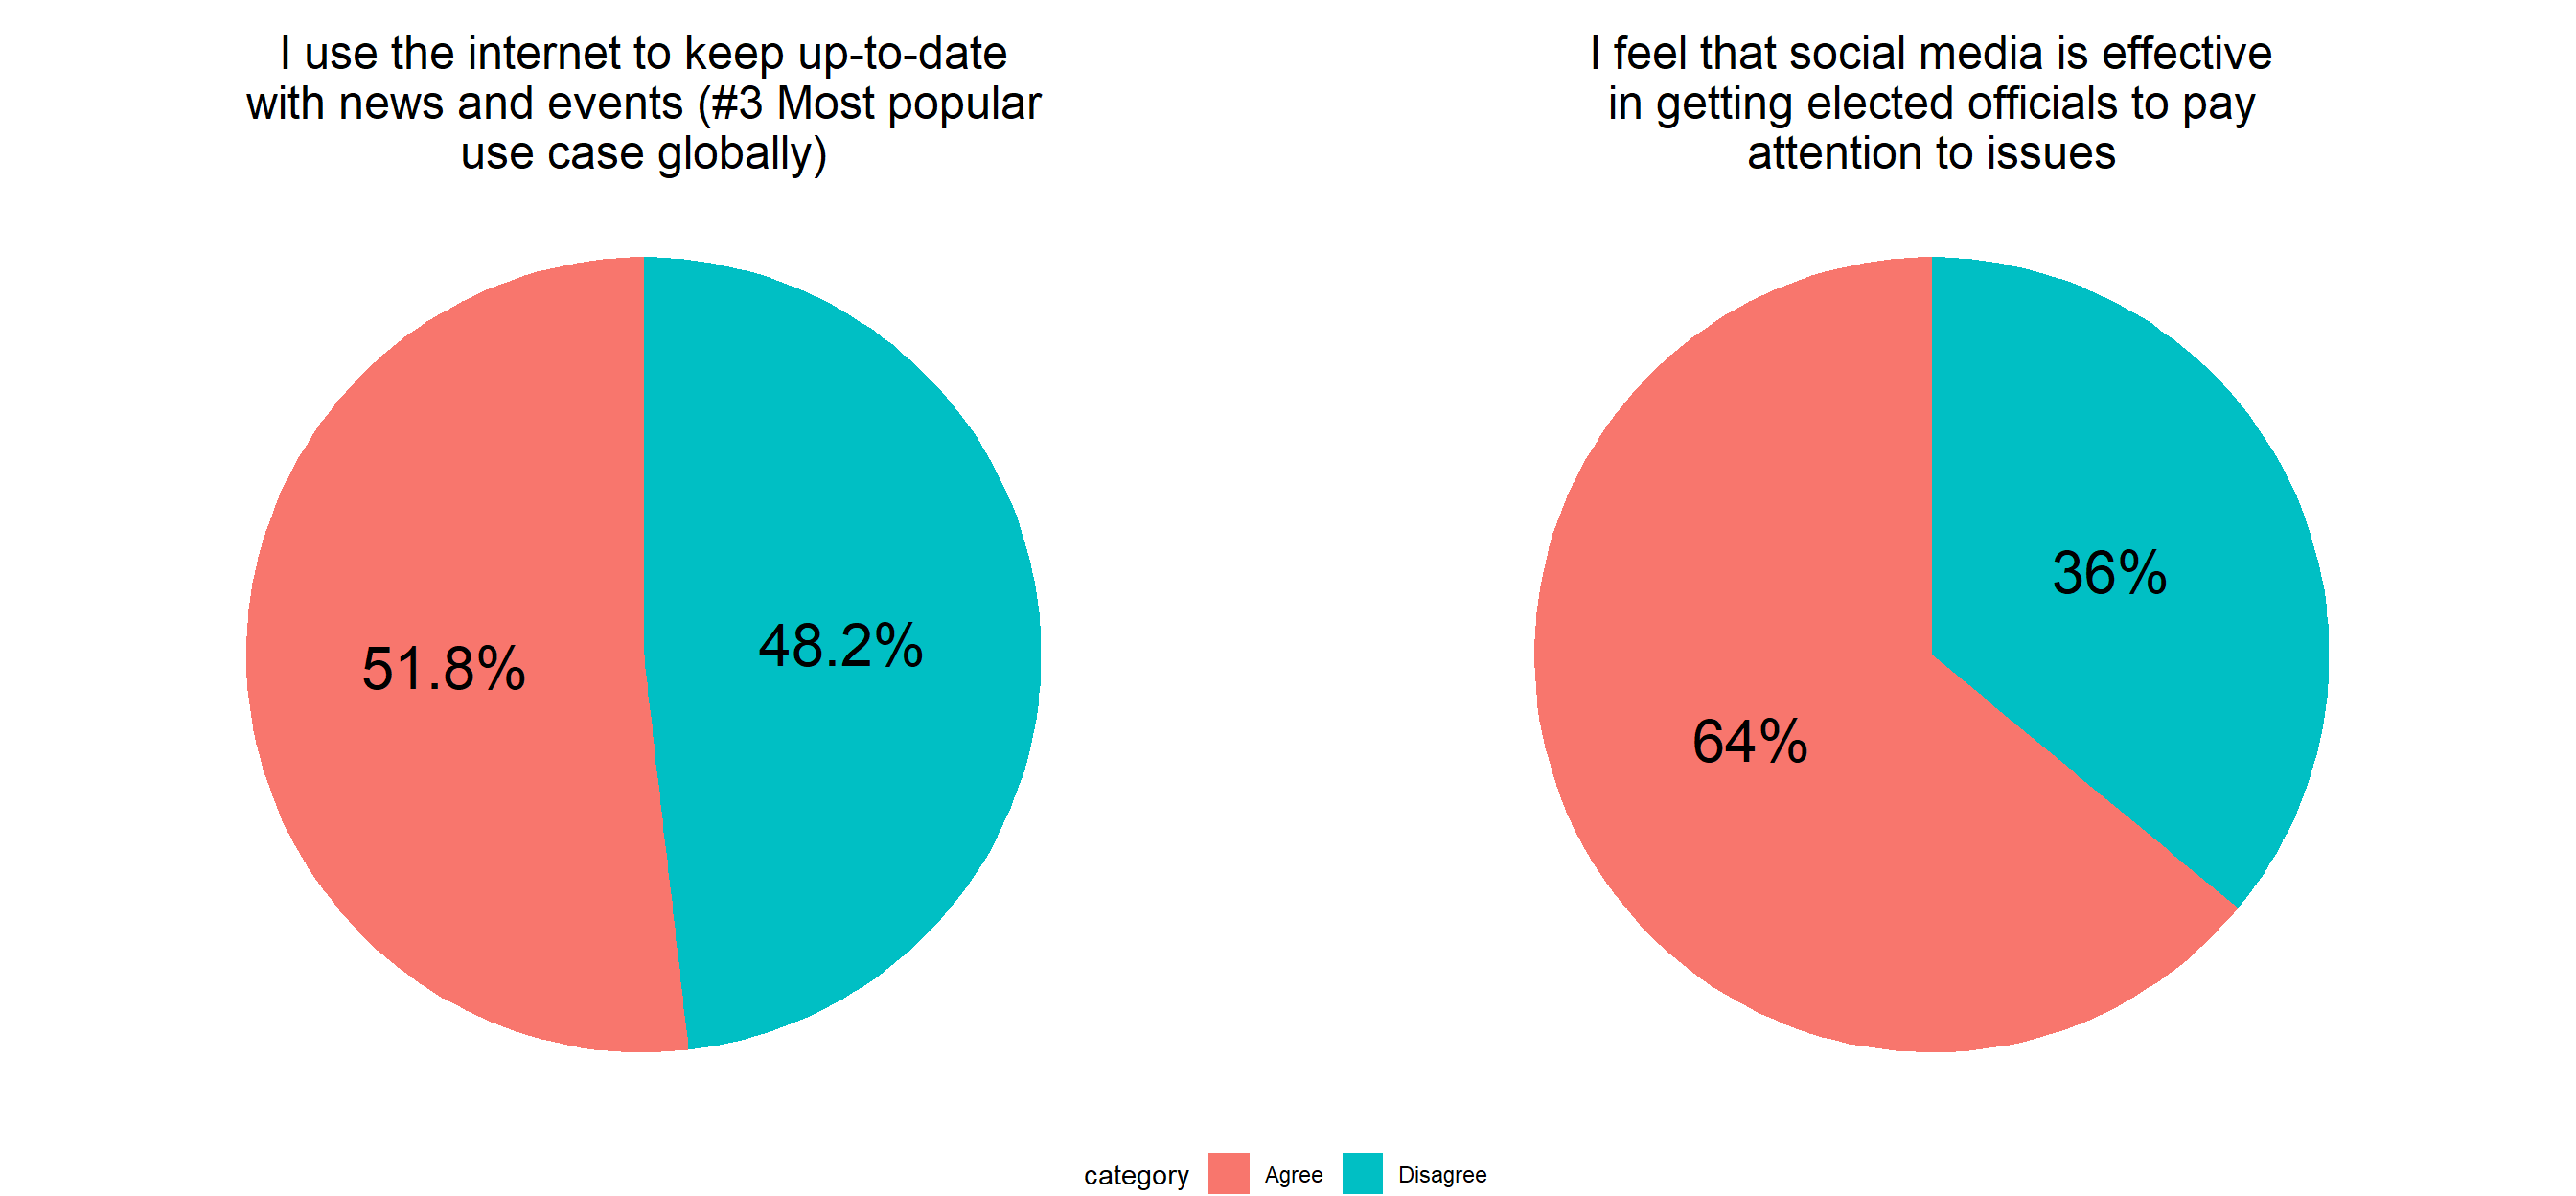 I use the internet to keep up-to-date
with news and events (#3 Most popular
use case globally)
51.8%
48.2%
I feel that social media is effective
in getting elected officials to pay
attention to issues
36%
64%
category Agree Disagree